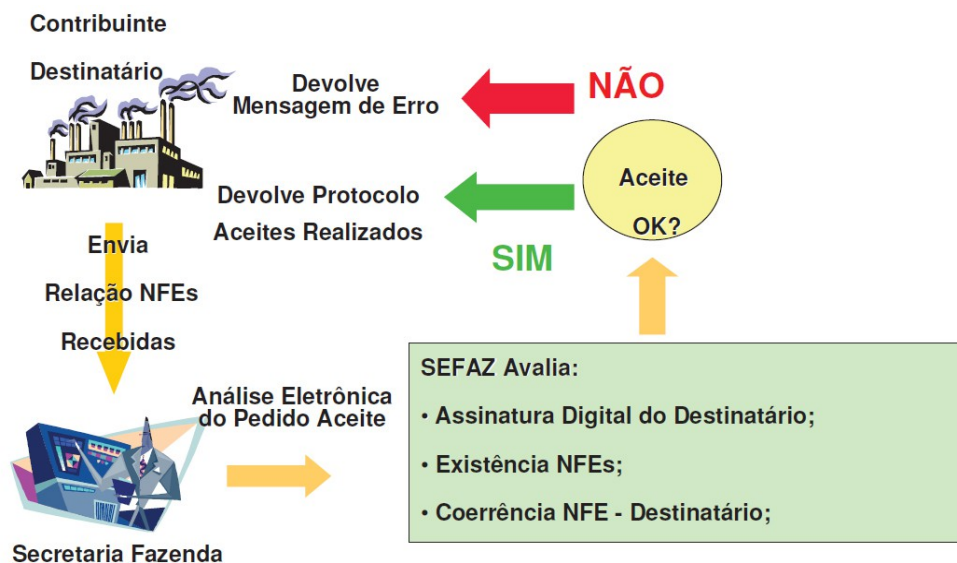 Contribuinte
Destinatário
Devolve
Mensagem de Erro
NÃO
Aceite
OK?
Devolve Protocolo
Aceites Realizados
SIM
Envia
Relação NFEs
Recebidas
Análise Eletrônica
do Pedido Aceite
SEFAZ Avalia:
• Assinatura Digital do Destinatário;
• Existência NFEs;
• Coerrência NFE - Destinatário;
Secretaria Fazenda